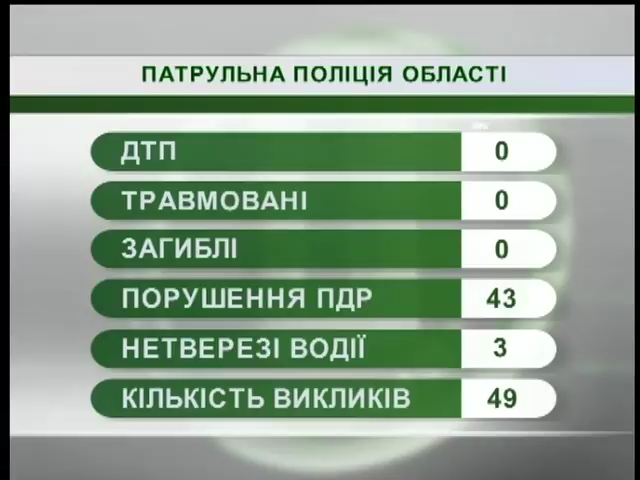 ПАТРУЛЬНА ПОЛІЦІЯ ОБЛАСТІ
ДТП 0
ТРАВМОВАНІ 0
ЗАГИБЛІ 0
ПОРУШЕННЯ ПДР 43
НЕТВЕРЕЗІ ВОДІЇ 3
КІЛЬКІСТЬ ВИКЛИКІВ 49